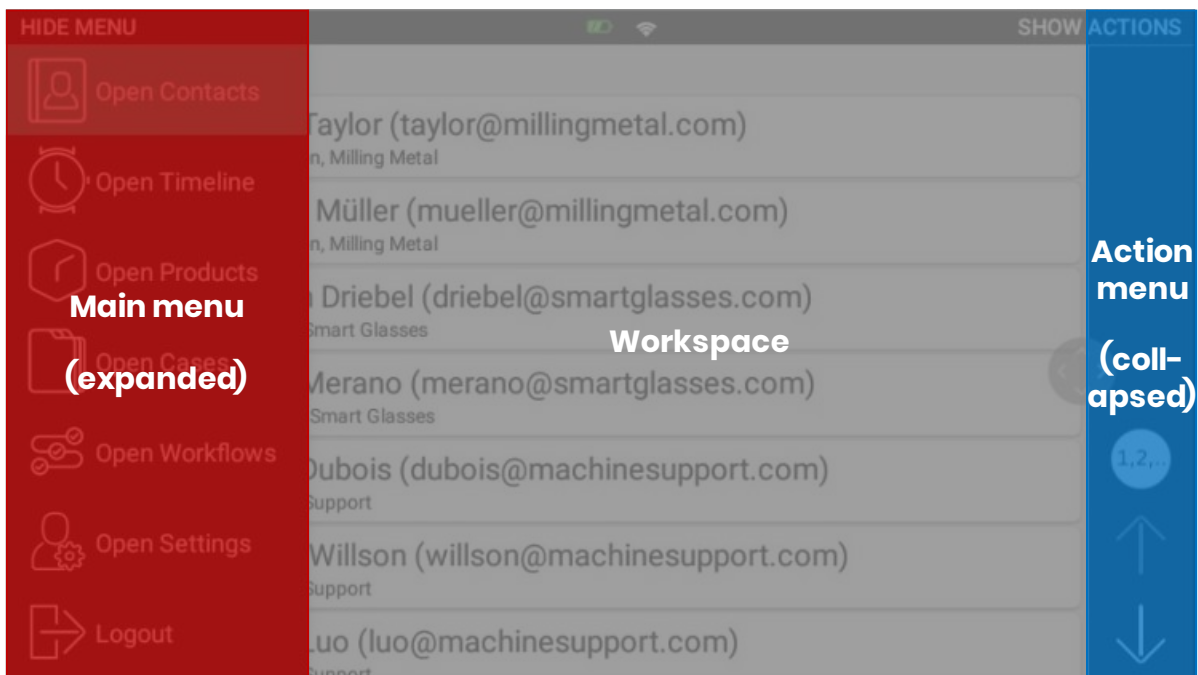 HIDE MENU
SHOW ACTIONS
Open Contacts
Open Timeline
Open Products
Open Cases
Open Workflows
Open Settings
Logout
Main menu
(expanded)
Taylor (taylor@millingmetal.com)
n, Milling Metal
Müller (mueller@millingmetal.com)
n, Milling Metal
Driebel (driebel@smartglasses.com)
Smart Glasses
Merano (merano@smartglasses.com)
Smart Glasses
Dubois (dubois@machinesupport.com)
Support
Willson (willson@machinesupport.com)
Support
Luo (luo@machinesupport.com)
Support
Workspace
Action
menu
(coll-
apsed)
1,2,..